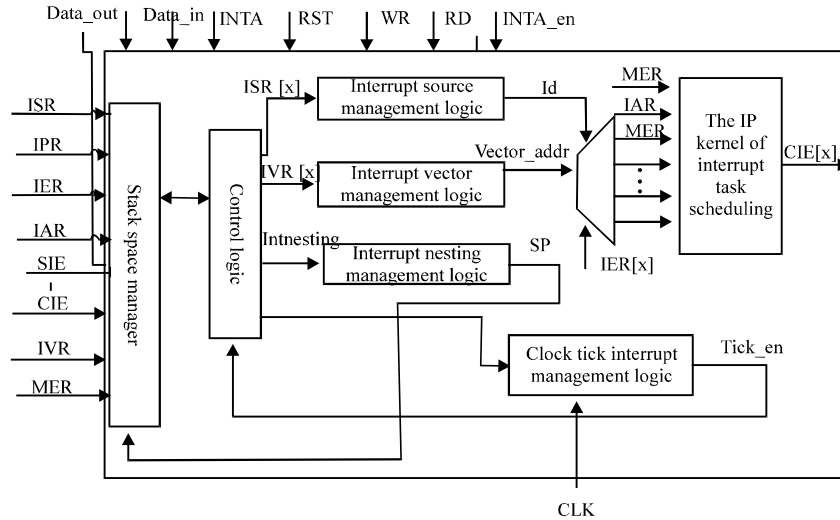 Data_out
Data_in
INTA
RST
WR
RD
INTA_en
ISR
IPR
IER
IAR
SIE
CIE
IVR
MER
Stack space manager
Control logic
ISR [x]
Interrupt source
management logic
Id
IVR [x]
Interrupt vector
management logic
Vector_addr
Intnesting
Interrupt nesting
management logic
SP
MER
IAR
MER
IER[x]
The IP
kernel of
interrupt
task
scheduling
CIE[x]
Clock tick interrupt
management logic
Tick_en
CLK